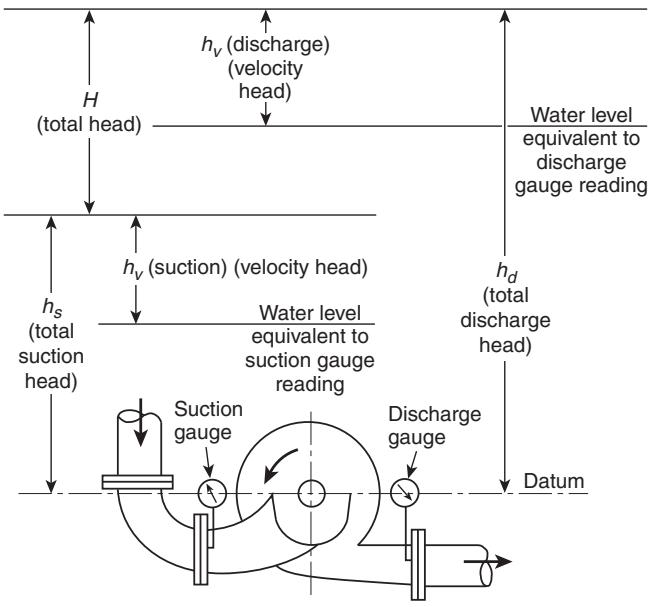 h_v (discharge)
(velocity
head)
H
(total head)
Water level
equivalent to
discharge
gauge reading
h_v (suction) (velocity head)
h_s
(total
suction
head)
h_d
(total
discharge
head)
Water level
equivalent to
suction gauge
reading
Suction
gauge
Discharge
gauge
Datum